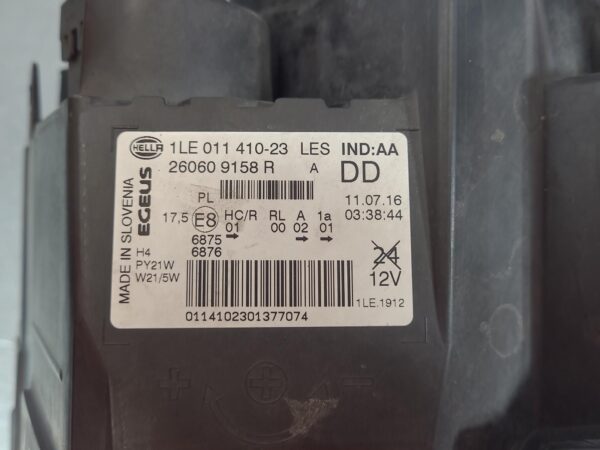 HELLA 1LE 011 410-23 LES IND:AA
26060 9158 R A DD
PL 11.07.16
17,5 E8 HC/R RL A 1a 03:38:44
01 00 02 01
6875 →
6876
H4
PY21W
W21/5W
24
12V
1LE.1912
0114102301377074
MADE IN SLOVENIA
EGEUS